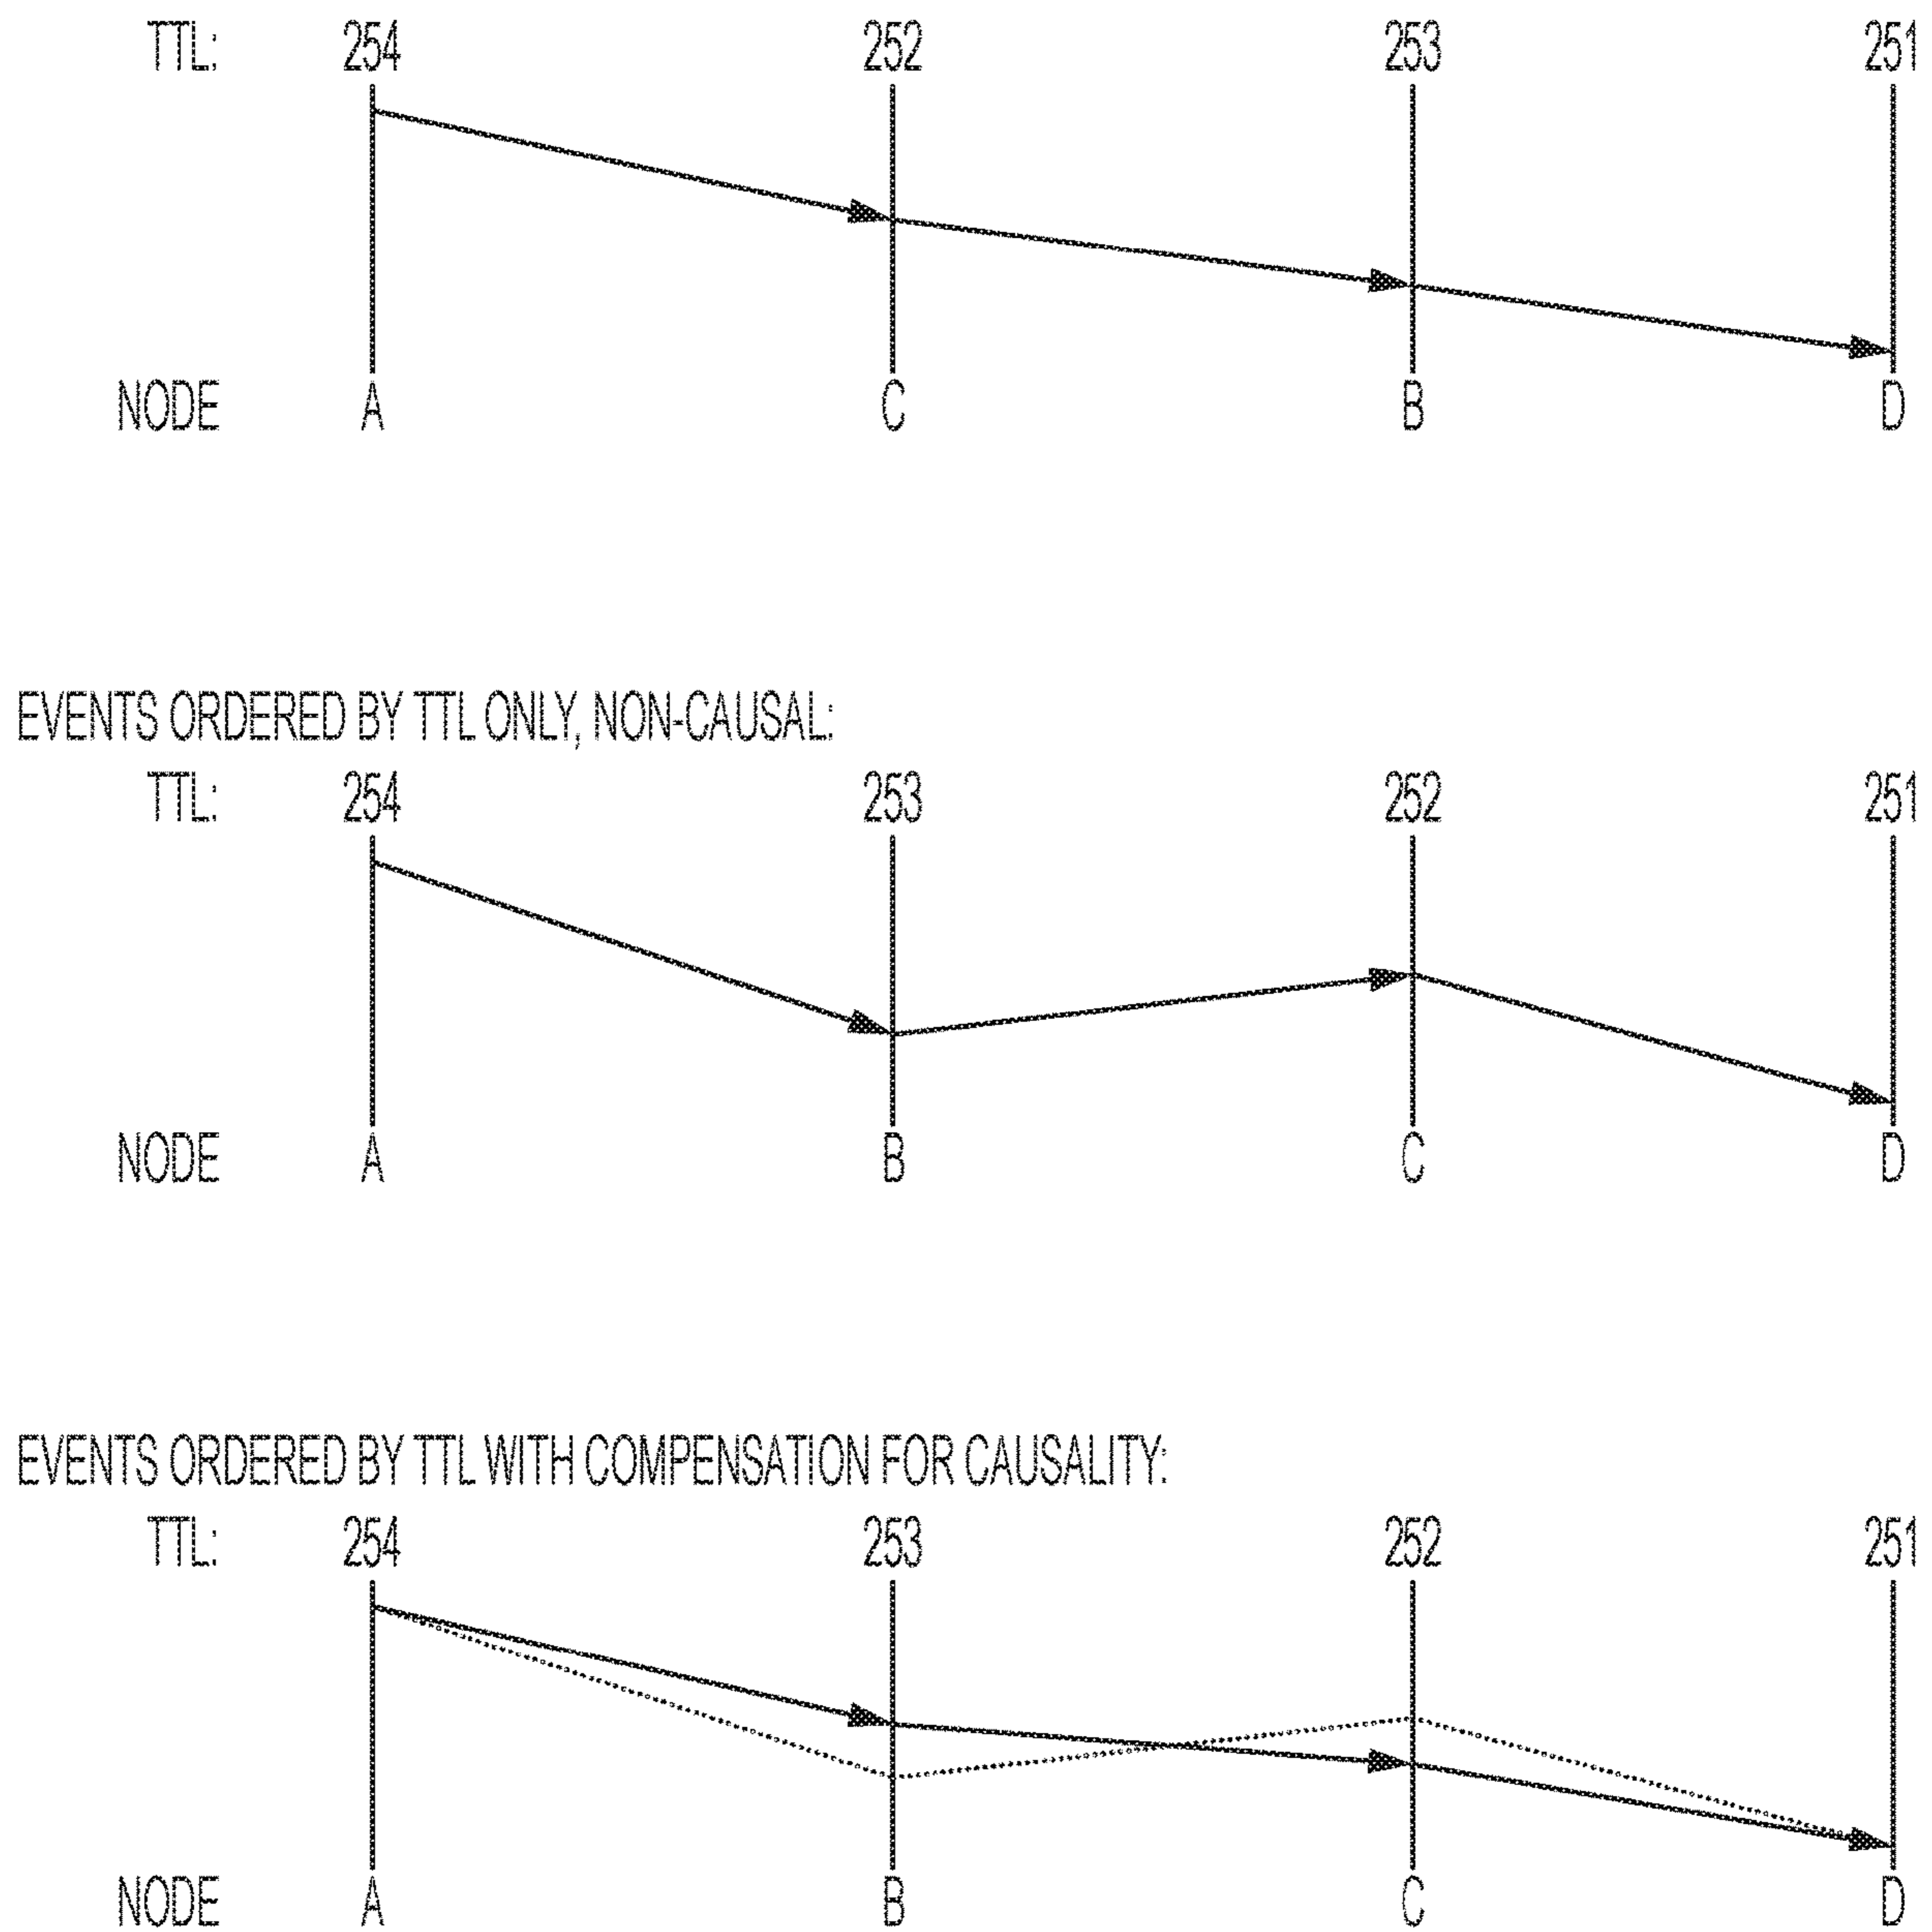 TTL: 254 252 253 251
NODE A C B D
EVENTS ORDERED BY TTL ONLY, NON-CAUSAL:
TTL: 254 253 252 251
NODE A B C D
EVENTS ORDERED BY TTL WITH COMPENSATION FOR CAUSALITY:
TTL: 254 253 252 251
NODE A B C D